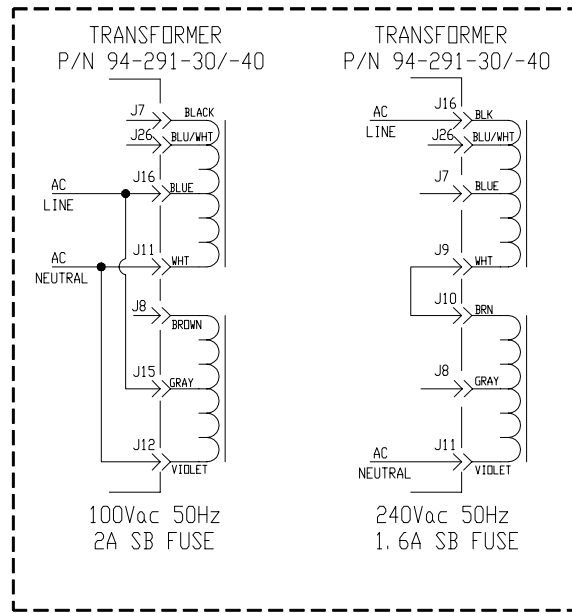 TRANSFORMER
P/N 94-291-30/-40
J7 BLACK
J26 BLU/WHT
AC J16 BLUE
LINE
AC J11 WHT
NEUTRAL
J8 BROWN
J15 GRAY
J12 VIOLET
100Vac 50Hz
2A SB FUSE
TRANSFORMER
P/N 94-291-30/-40
AC J16 BLK
LINE
J26 BLU/WHT
J7 BLUE
J9 WHT
J10 BRN
J8 GRAY
AC J11 VIOLET
NEUTRAL
240Vac 50Hz
1.6A SB FUSE